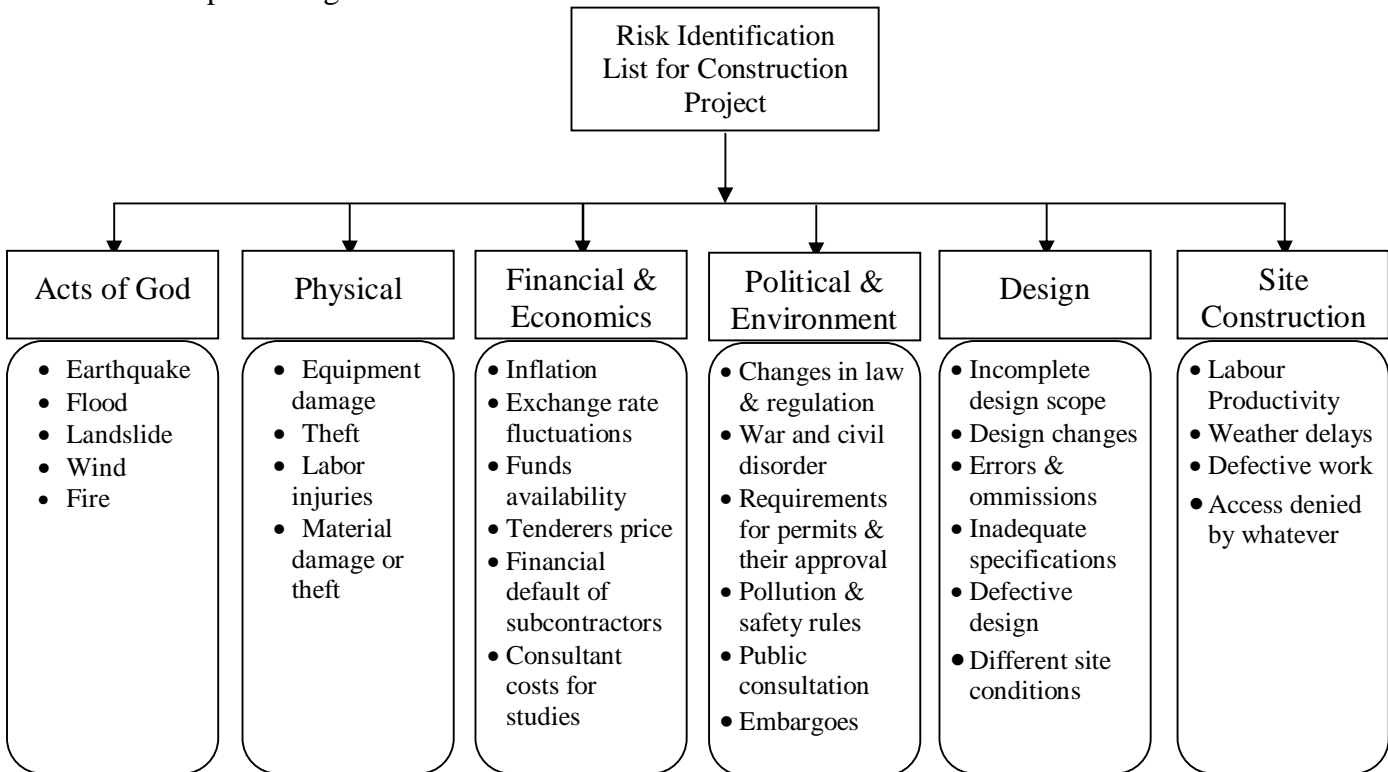 Risk Identification
List for Construction
Project
Acts of God
• Earthquake
• Flood
• Landslide
• Wind
• Fire
Physical
• Equipment
damage
• Theft
• Labor
injuries
• Material
damage or
theft
Financial &
Economics
• Inflation
• Exchange rate
fluctuations
• Funds
availability
• Tenderers price
• Financial
default of
subcontractors
• Consultant
costs for
studies
Political &
Environment
• Changes in law
& regulation
• War and civil
disorder
• Requirements
for permits &
their approval
• Pollution &
safety rules
• Public
consultation
• Embargoes
Design
• Incomplete
design scope
• Design changes
• Errors &
ommissions
• Inadequate
specifications
• Defective
design
• Different site
conditions
Site
Construction
• Labour
Productivity
• Weather delays
• Defective work
• Access denied
by whatever